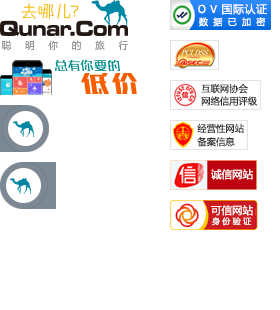 去哪儿?
Qunar.Com
聪明你的旅行
总有你要的
低价
OV国际认证
数据已加密
PCI DSS
互联网协会
网络信用评级
经营性网站
备案信息
信
诚信网站
可信网站
身份验证